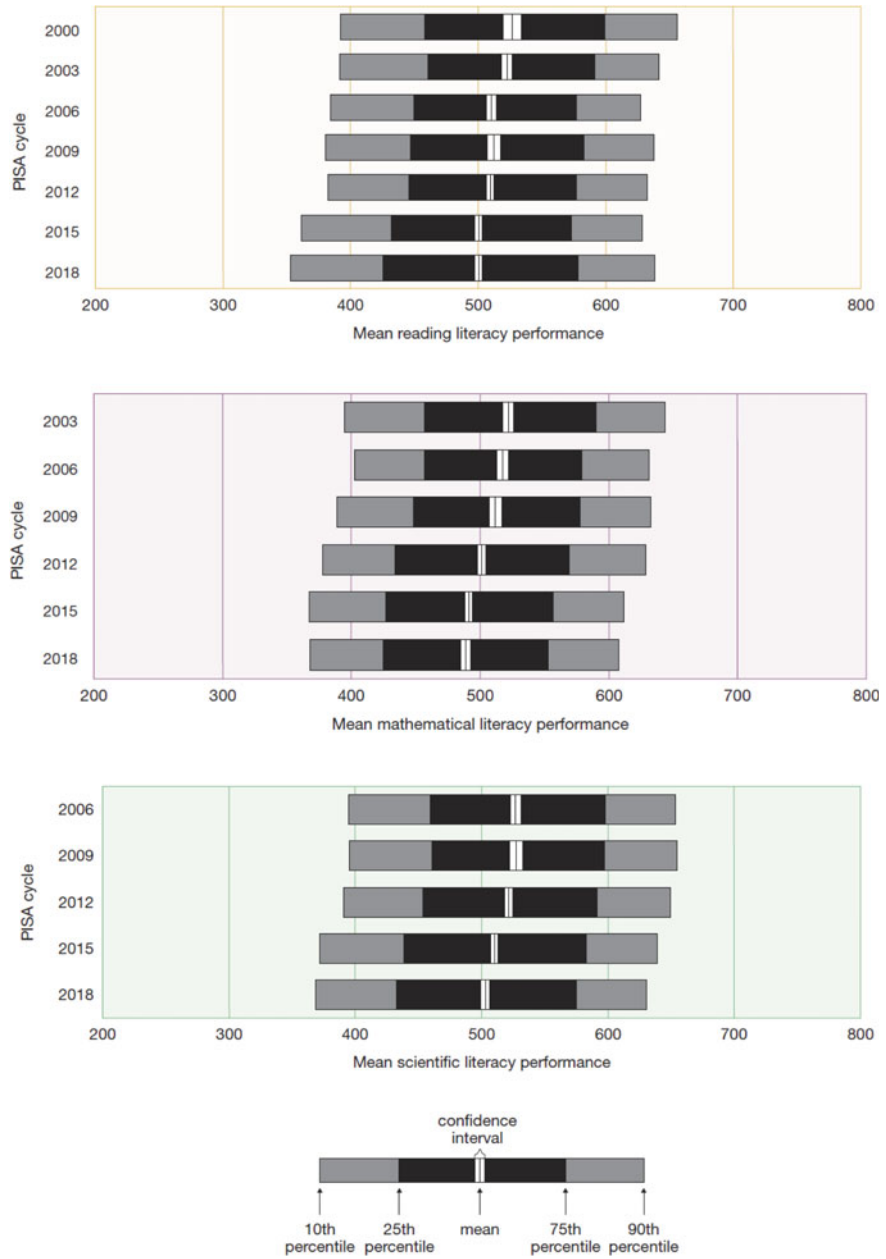 2000
2003
2006
2009
2012
2015
2018
PISA cycle
200 300 400 500 600 700 800
Mean reading literacy performance
2003
2006
2009
2012
2015
2018
PISA cycle
200 300 400 500 600 700 800
Mean mathematical literacy performance
2006
2009
2012
2015
2018
PISA cycle
200 300 400 500 600 700 800
Mean scientific literacy performance
confidence
interval
10th 25th mean 75th 90th
percentile percentile percentile percentile